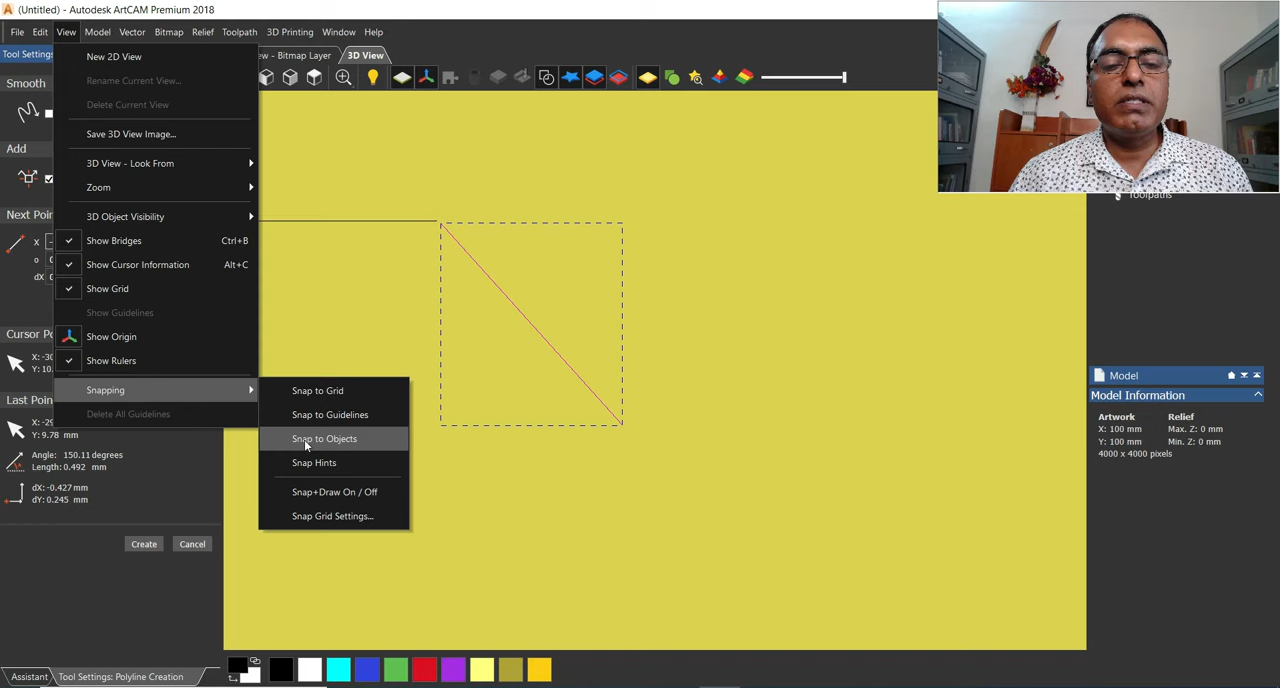 (Untitled) - Autodesk ArtCAM Premium 2018
File Edit View Model Vector Bitmap Relief Toolpath 3D Printing Window Help
Tool Settings
- Bitmap Layer
3D View
New 2D View
Rename Current View...
Delete Current View
Save 3D View Image...
3D View - Look From
Zoom
3D Object Visibility
Show Bridges Ctrl+B
Show Cursor Information Alt+C
Show Grid
Show Guidelines
Show Origin
Show Rulers
Snapping
Delete All Guidelines
Snap to Grid
Snap to Guidelines
Snap to Objects
Snap Hints
Snap+Draw On / Off
Snap Grid Settings...
Smooth
Add
Next Poi
X
o
dX
Cursor Po
X: -30
Y: 10.
Last Point
X: -29
Y: 9.78 mm
Angle: 150.11 degrees
Length: 0.492 mm
dX: -0.427 mm
dY: 0.245 mm
Create Cancel
Assistant Tool Settings: Polyline Creation
Toolpaths
Model
Model Information
Artwork Relief
X: 100 mm Max. Z: 0 mm
Y: 100 mm Min. Z: 0 mm
4000 x 4000 pixels